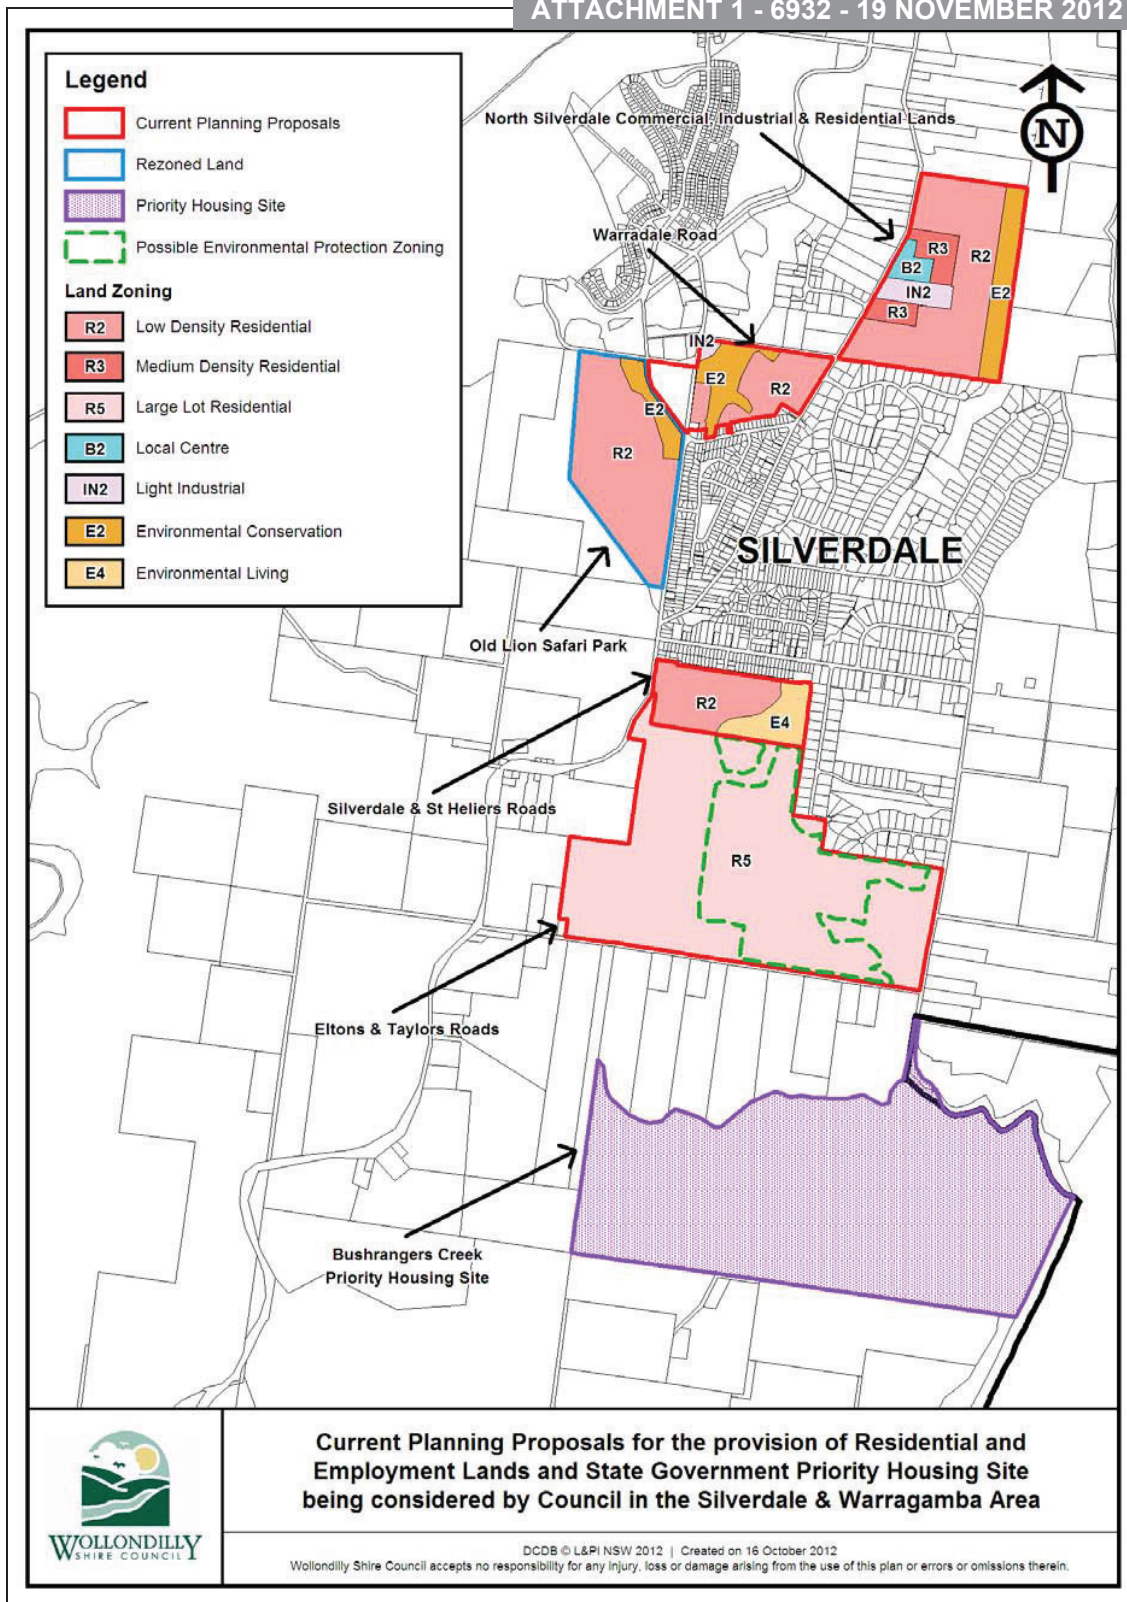 ATTACHMENT 1 - 6932 - 19 NOVEMBER 2012
Legend
Current Planning Proposals
Rezoned Land
Priority Housing Site
Possible Environmental Protection Zoning
Land Zoning
R2 Low Density Residential
R3 Medium Density Residential
R5 Large Lot Residential
B2 Local Centre
IN2 Light Industrial
E2 Environmental Conservation
E4 Environmental Living
N
North Silverdale Commercial, Industrial & Residential Lands
Warradale Road
R3
R2
B2
IN2
E2
R3
IN2
E2
R2
E2
R2
SILVERDALE
Old Lion Safari Park
R2
E4
Silverdale & St Heliers Roads
R5
Eltons & Taylors Roads
Bushrangers Creek
Priority Housing Site
WOLLONDILLY
SHIRE COUNCIL
Current Planning Proposals for the provision of Residential and
Employment Lands and State Government Priority Housing Site
being considered by Council in the Silverdale & Warragamba Area
DCDB © L&PI NSW 2012 | Created on 16 October 2012
Wollondilly Shire Council accepts no responsibility for any injury, loss or damage arising from the use of this plan or errors or omissions therein.